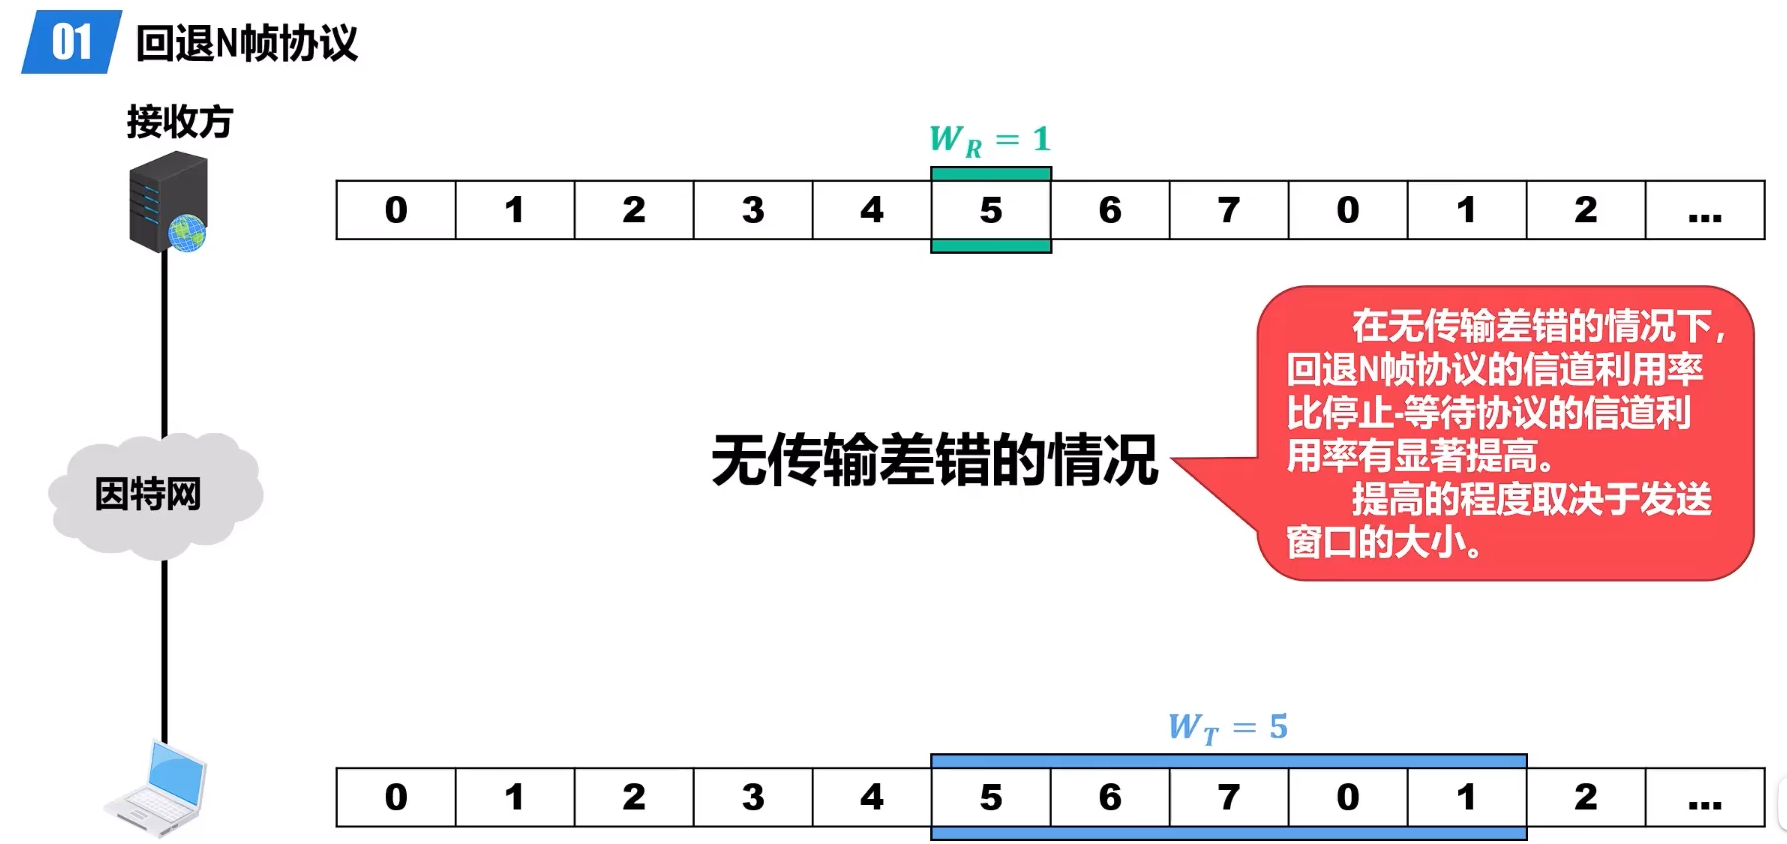 01 回退N帧协议
接收方
W_R = 1
0 1 2 3 4 5 6 7 0 1 2 ...
在无传输差错的情况下，
回退N帧协议的信道利用率
比停止-等待协议的信道利
用率有显著提高。
提高的程度取决于发送
窗口的大小。
无传输差错的情况
因特网
W_T = 5
0 1 2 3 4 5 6 7 0 1 2 ...